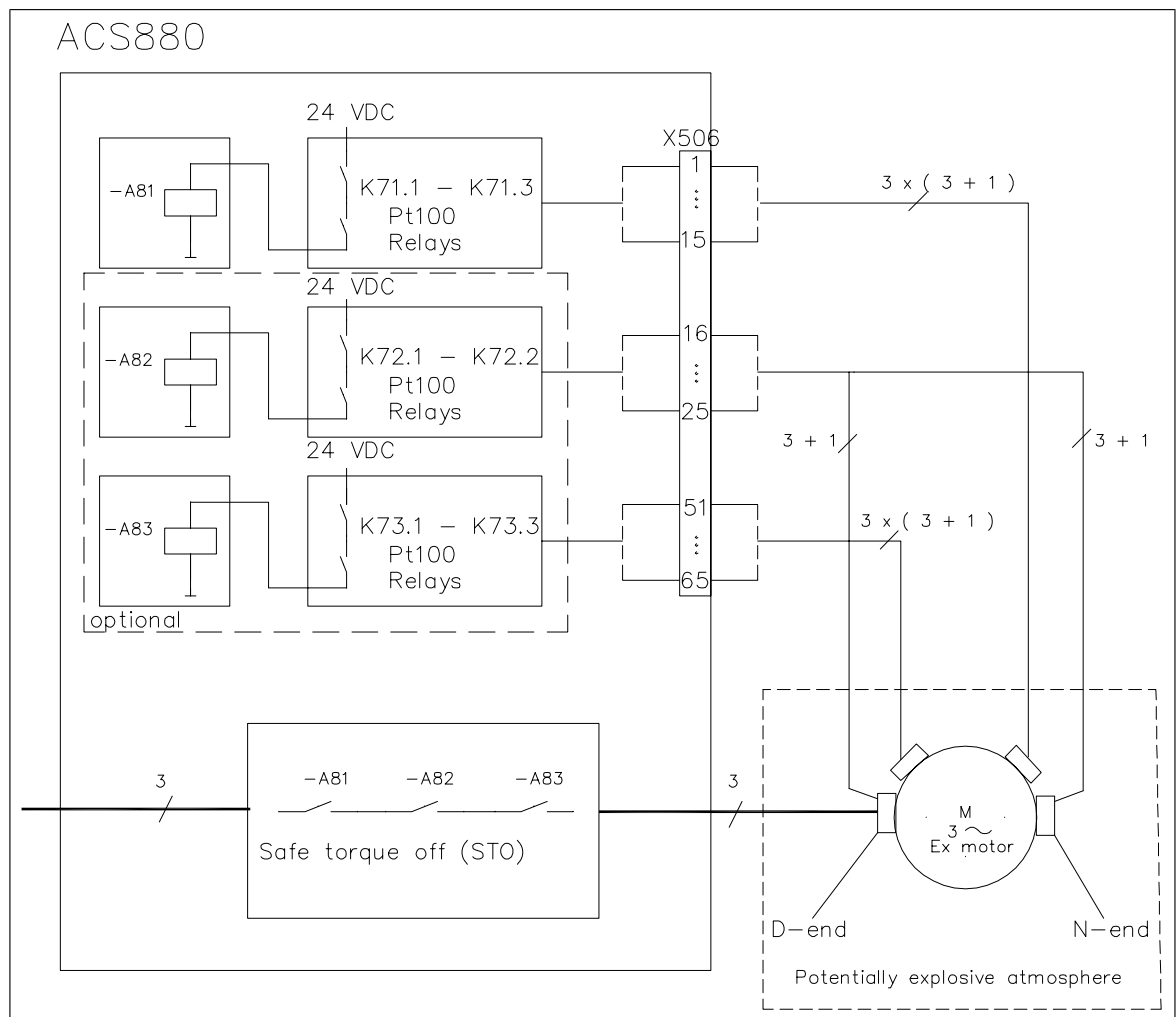 ACS880
24 VDC
X506
-A81
K71.1 - K71.3
Pt100
Relays
1
15
3 x ( 3 + 1 )
24 VDC
-A82
K72.1 - K72.2
Pt100
Relays
16
25
3 + 1
3 + 1
24 VDC
-A83
K73.1 - K73.3
Pt100
Relays
51
65
3 x ( 3 + 1 )
optional
3
-A81
-A82
-A83
Safe torque off (STO)
3
M
3 ~
Ex motor
D-end
N-end
Potentially explosive atmosphere